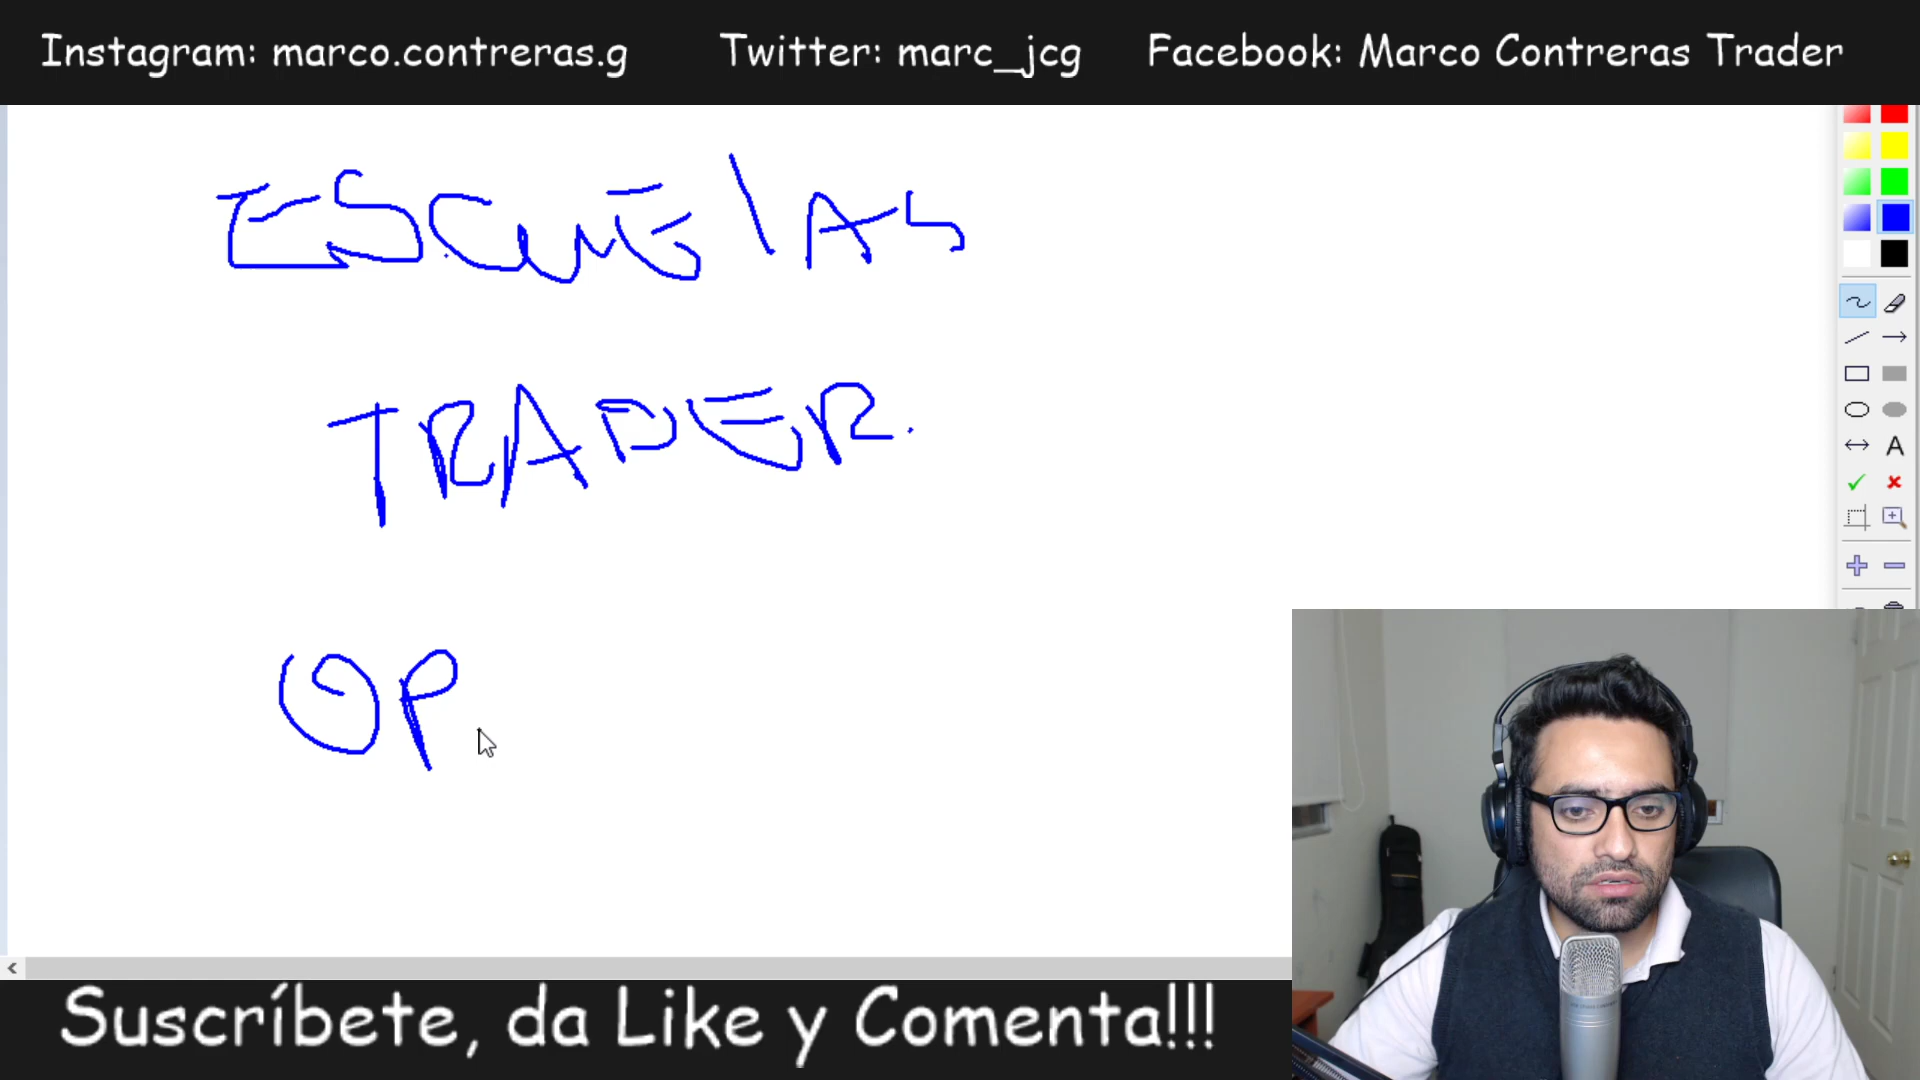 Instagram: marco.contreras.g Twitter: marc_jcg Facebook: Marco Contreras Trader
ESCUElAS
TRADER.
OP
Suscríbete, da Like y Comenta!!!